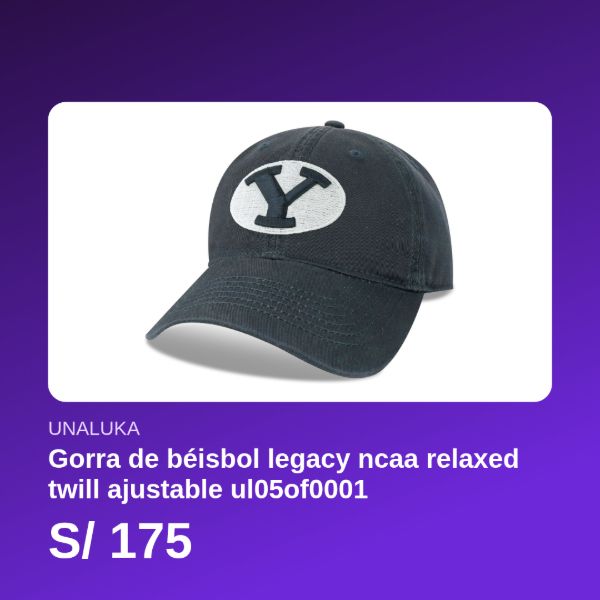 Y
UNALUKA
Gorra de béisbol legacy ncaa relaxed
twill ajustable ul05of0001
S/ 175